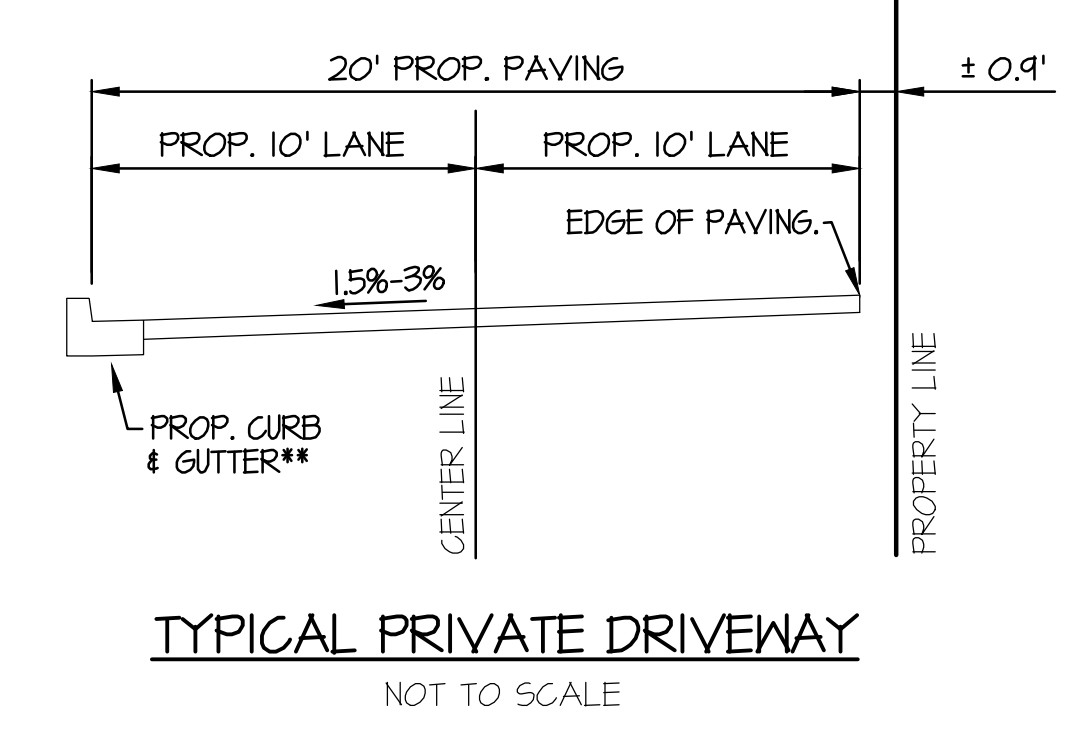 20' PROP. PAVING
± 0.9'
PROP. 10' LANE
PROP. 10' LANE
EDGE OF PAVING.
1.5%-3%
PROP. CURB
& GUTTER**
CENTER LINE
PROPERTY LINE
TYPICAL PRIVATE DRIVEWAY
NOT TO SCALE